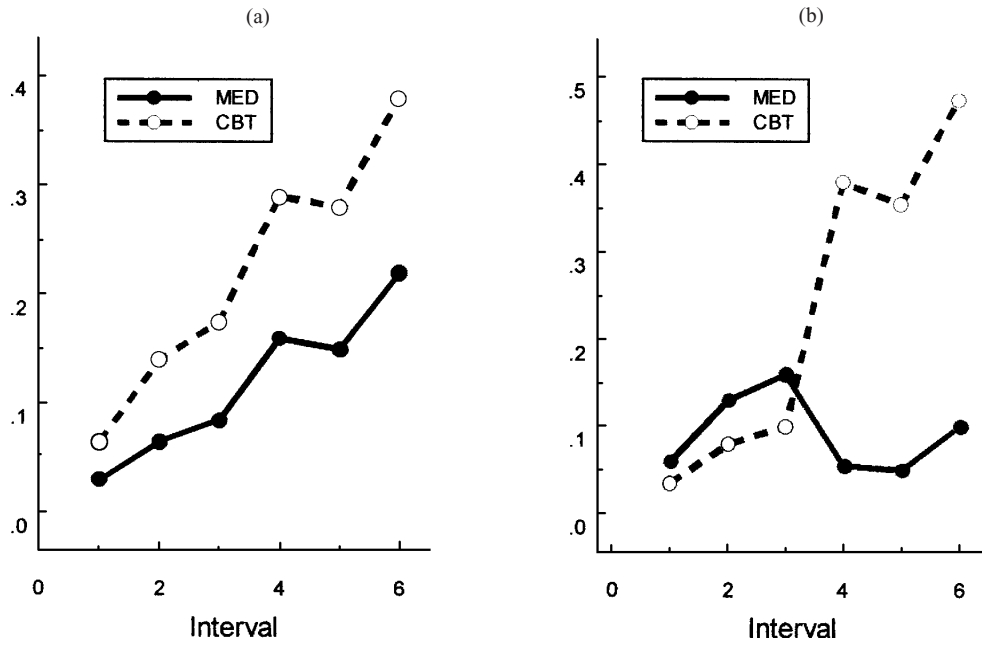 (a)
MED
CBT
.4
.3
.2
.1
.0
0 2 4 6
Interval
(b)
MED
CBT
.5
.4
.3
.2
.1
.0
0 2 4 6
Interval